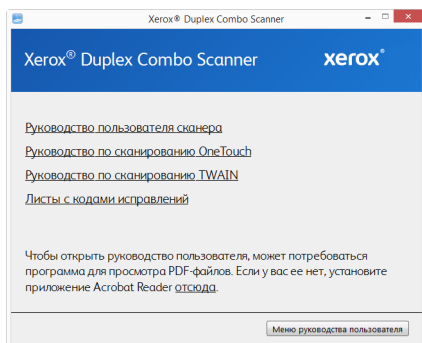 Xerox® Duplex Combo Scanner
Xerox® Duplex Combo Scanner
xerox®
Руководство пользователя сканера
Руководство по сканированию OneTouch
Руководство по сканированию TWAIN
Листы с кодами исправлений
Чтобы открыть руководство пользователя, может потребоваться
программа для просмотра PDF-файлов. Если у вас ее нет, установите
приложение Acrobat Reader отсюда.
Меню руководства пользователя